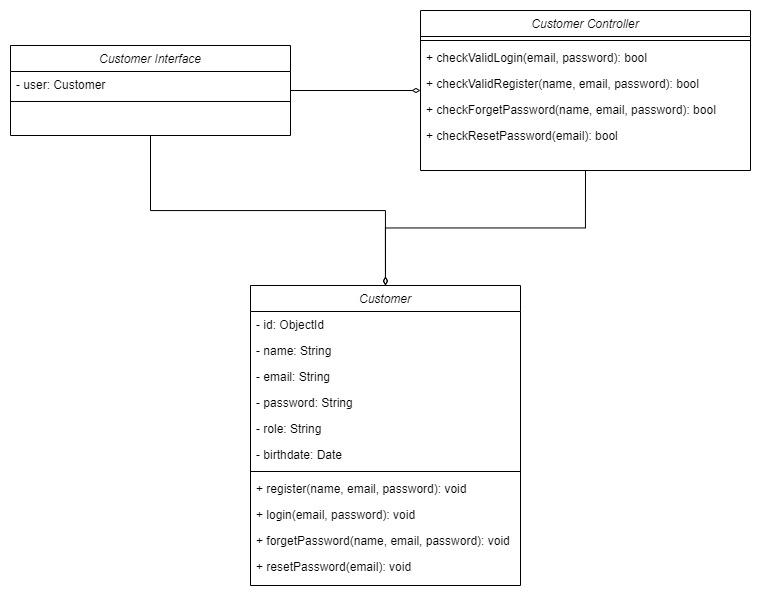 Customer Interface
- user: Customer
Customer Controller
+ checkValidLogin(email, password): bool
+ checkValidRegister(name, email, password): bool
+ checkForgetPassword(name, email, password): bool
+ checkResetPassword(email): bool
Customer
- id: ObjectId
- name: String
- email: String
- password: String
- role: String
- birthdate: Date
+ register(name, email, password): void
+ login(email, password): void
+ forgetPassword(name, email, password): void
+ resetPassword(email): void